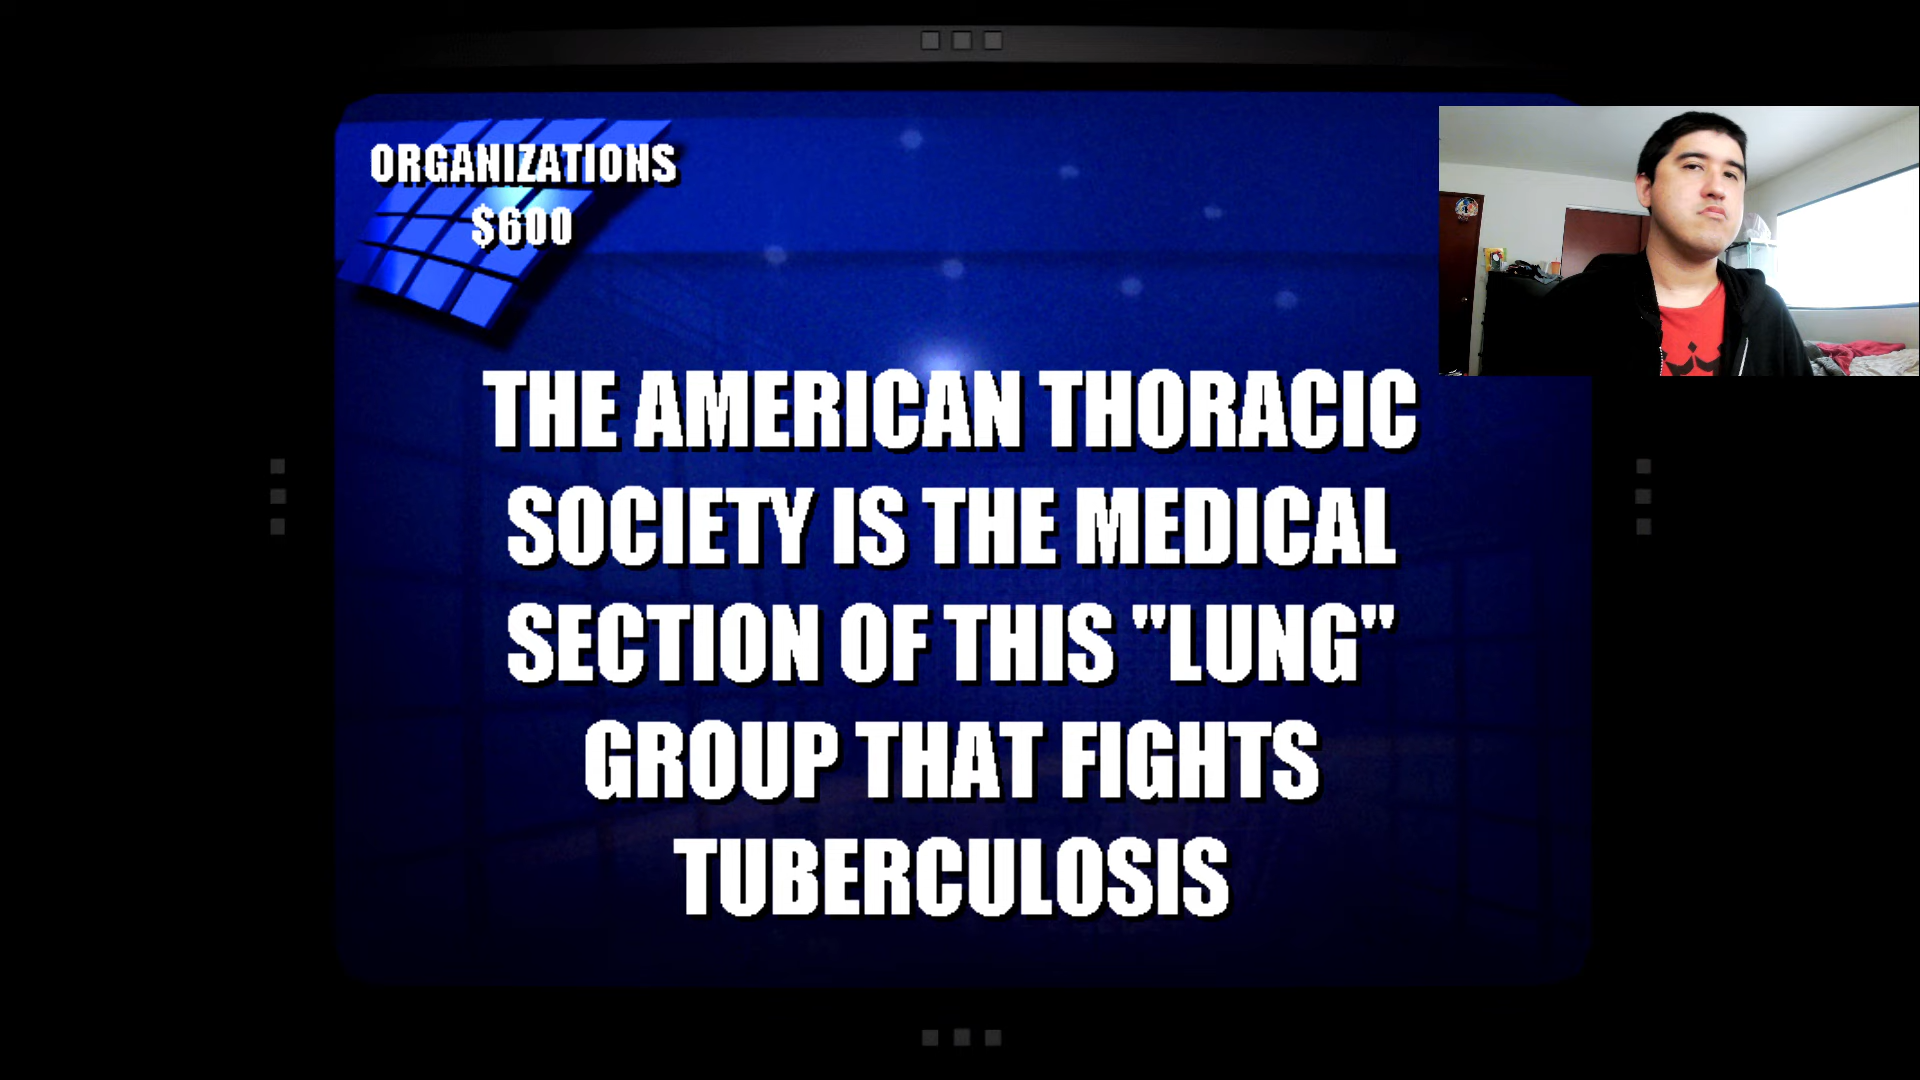 ORGANIZATIONS
$600
THE AMERICAN THORACIC
SOCIETY IS THE MEDICAL
SECTION OF THIS "LUNG"
GROUP THAT FIGHTS
TUBERCULOSIS